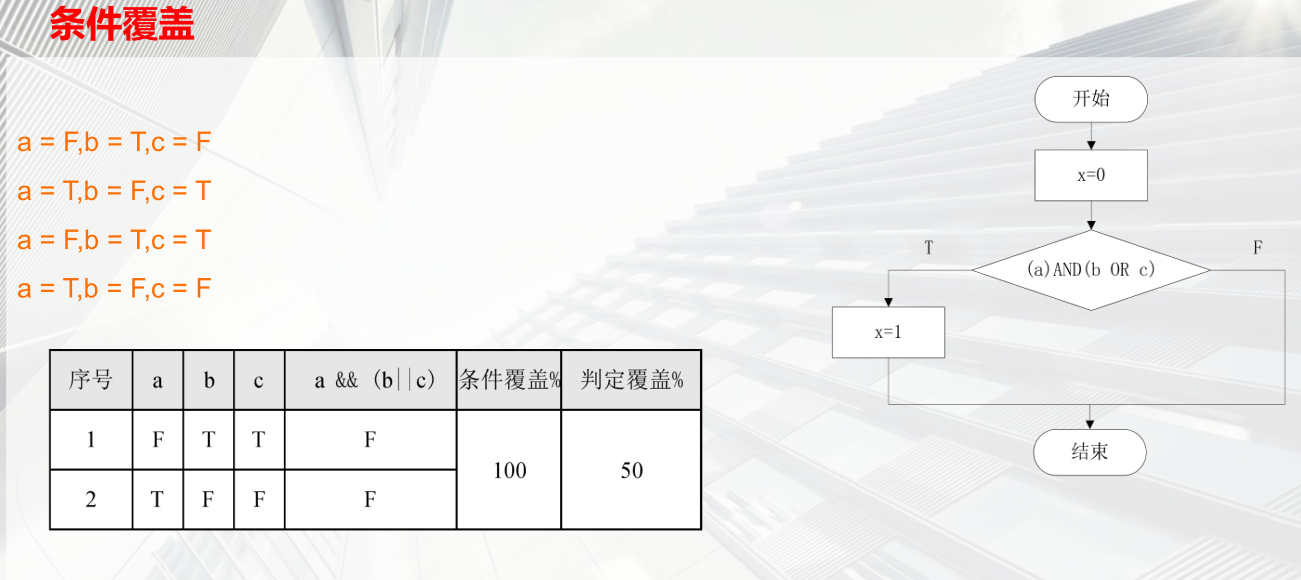 条件覆盖
a = F,b = T,c = F
a = T,b = F,c = T
a = F,b = T,c = T
a = T,b = F,c = F
序号 a b c a && (b||c) 条件覆盖% 判定覆盖%
1 F T T F 100 50
2 T F F F
开始
x=0
T F
(a)AND(b OR c)
x=1
结束